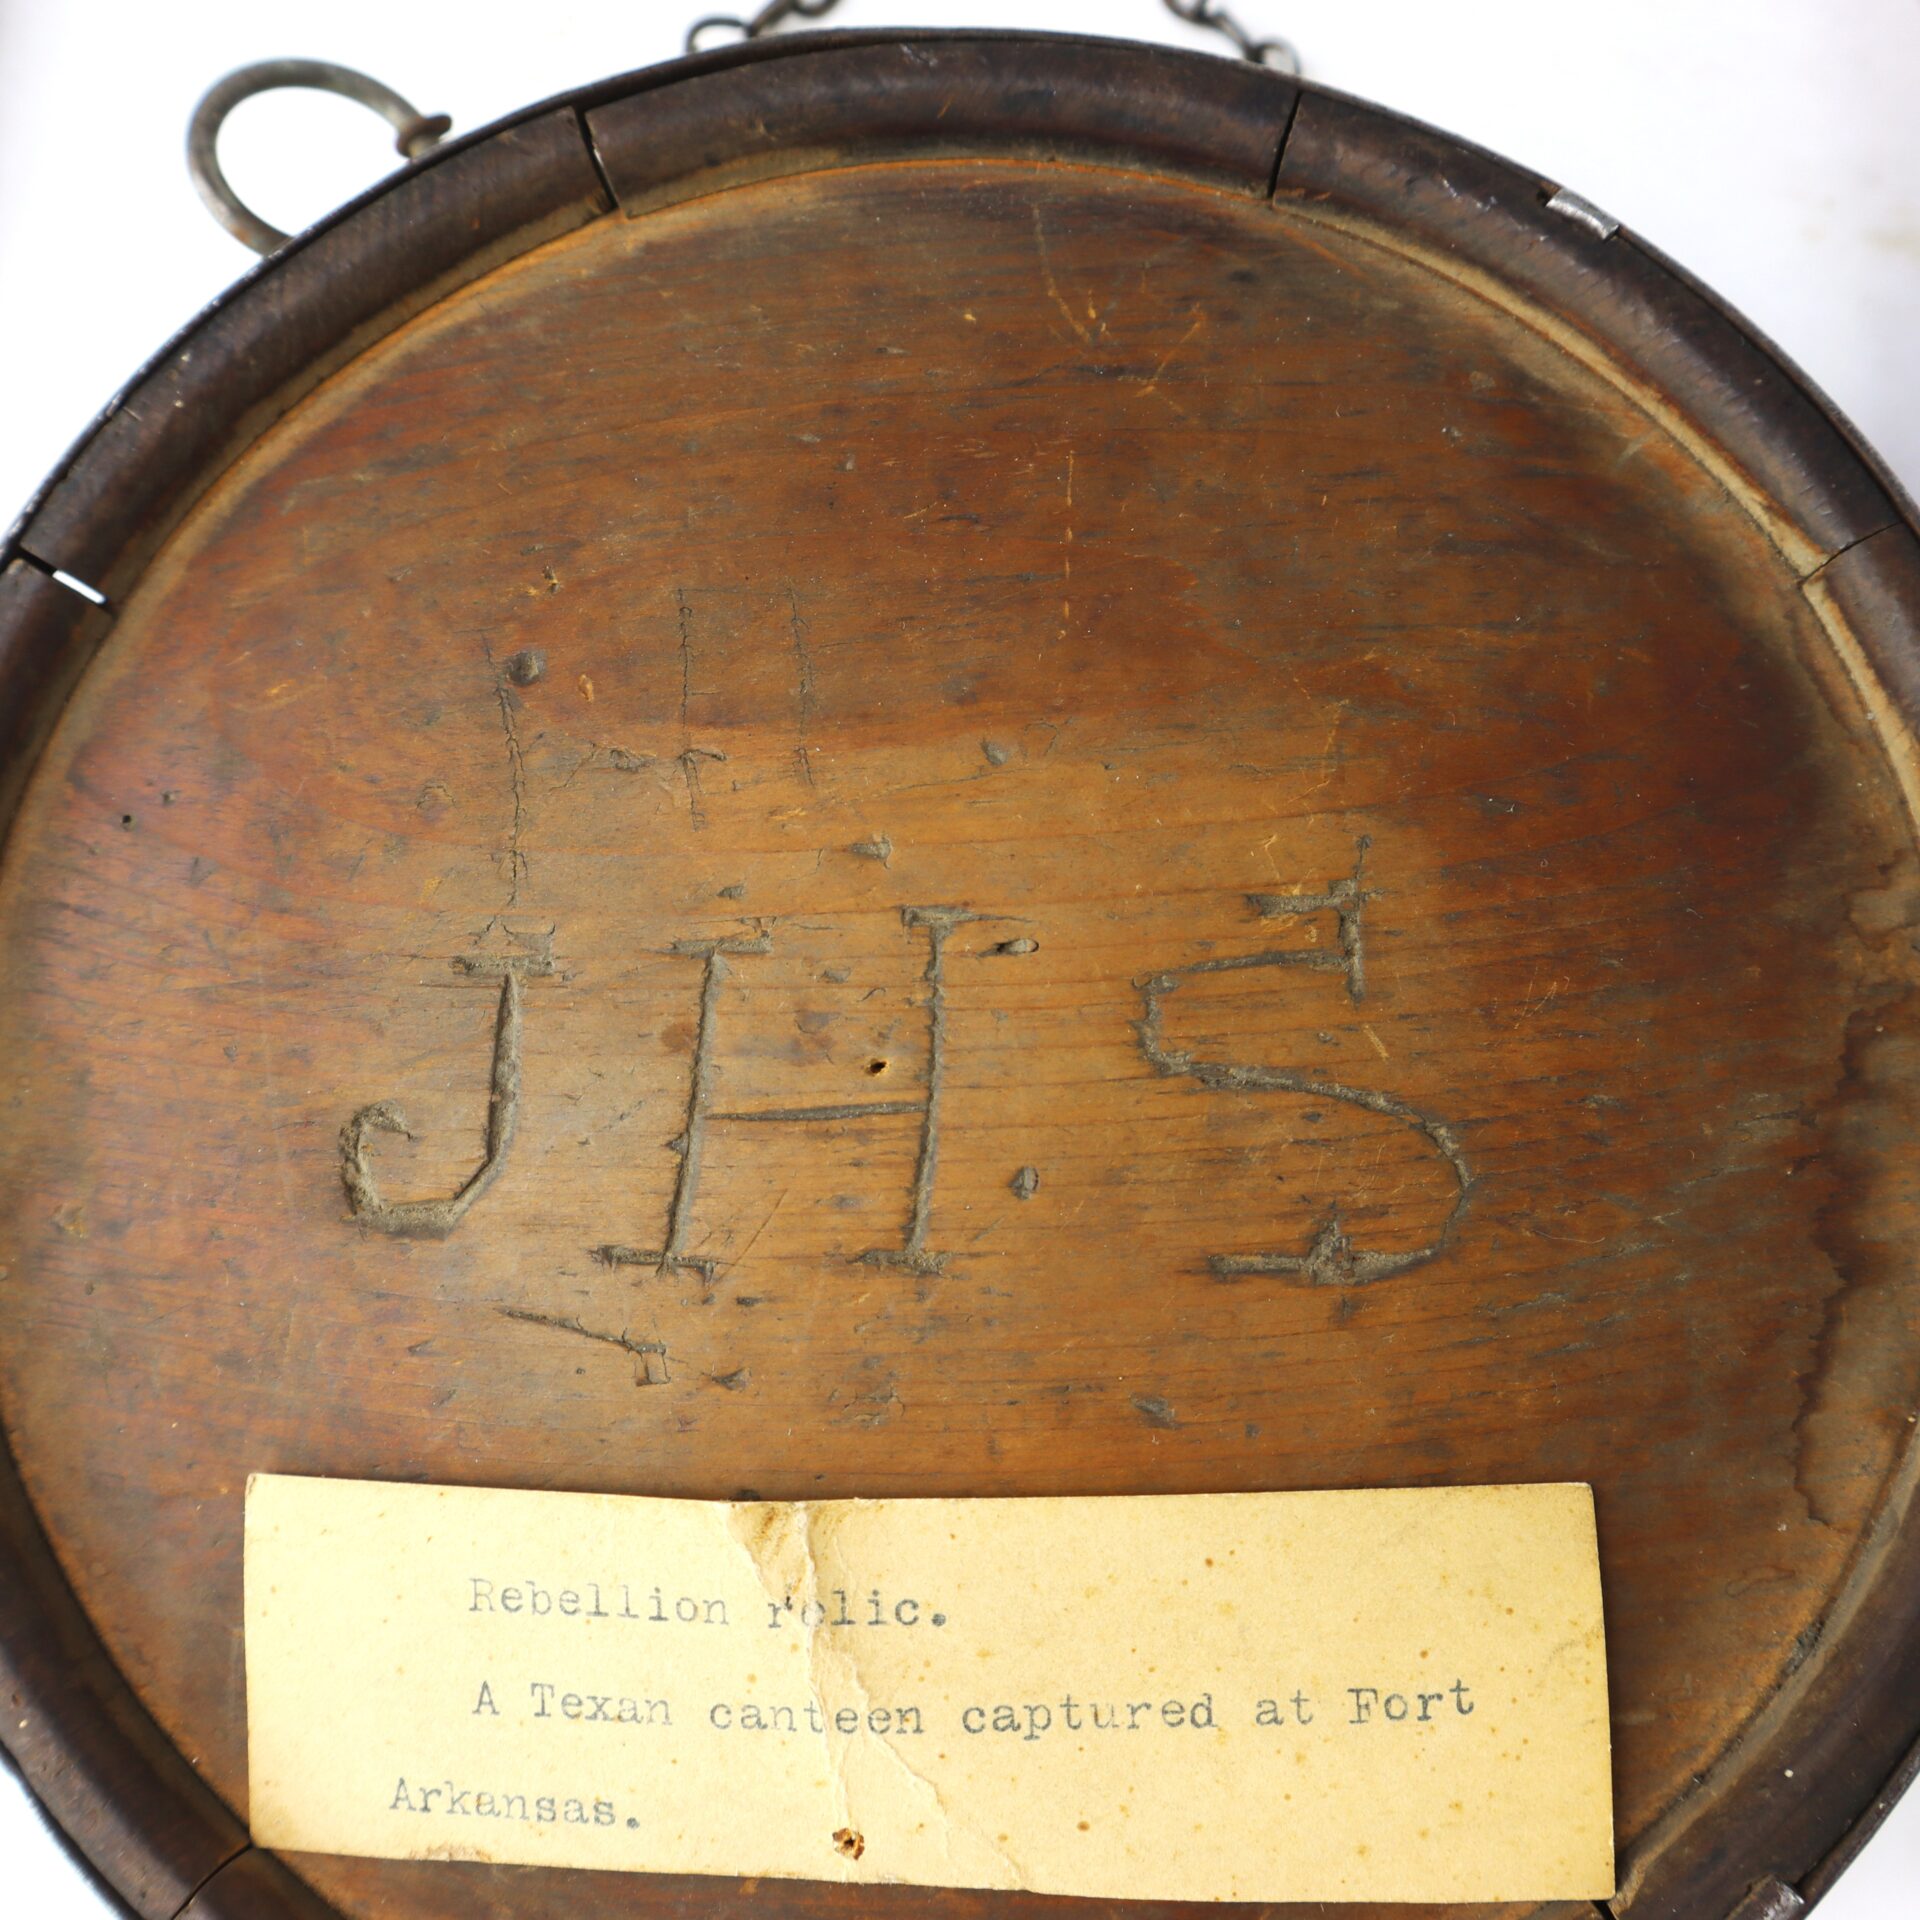 J H S
Rebellion relic.
A Texan canteen captured at Fort
Arkansas.